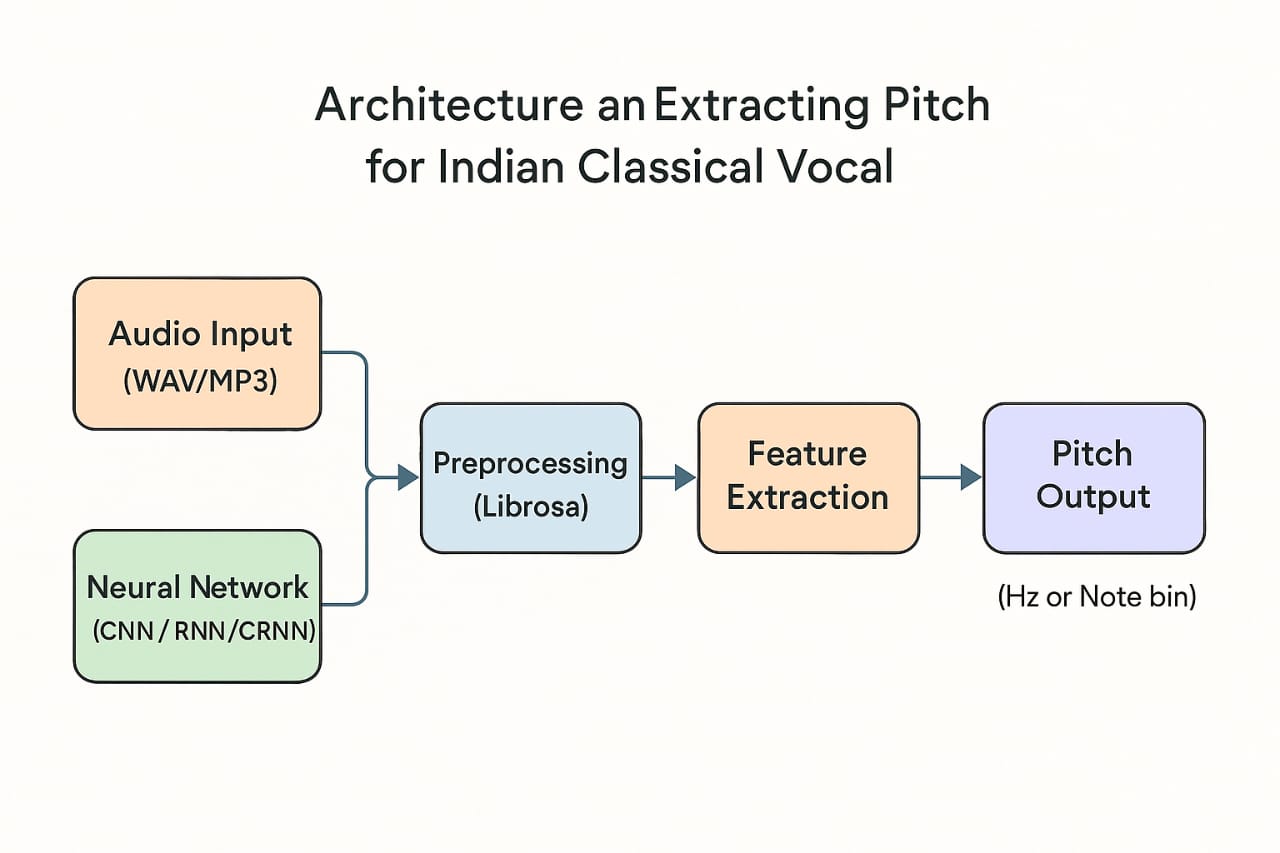 Architecture an Extracting Pitch
for Indian Classical Vocal
Audio Input
(WAV/MP3)
Neural Network
(CNN / RNN/CRNN)
Preprocessing
(Librosa)
Feature
Extraction
Pitch
Output
(Hz or Note bin)